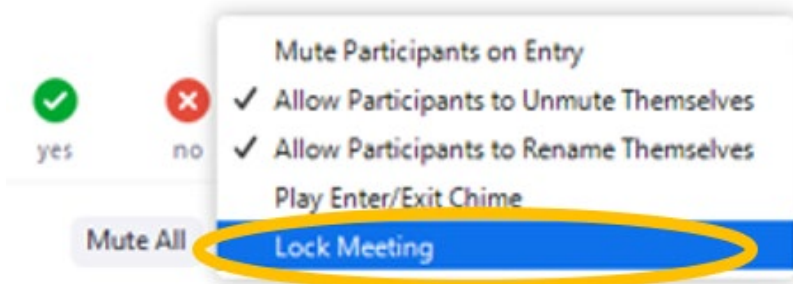 Mute Participants on Entry
✓ Allow Participants to Unmute Themselves
✓ Allow Participants to Rename Themselves
yes no
Play Enter/Exit Chime
Mute All
Lock Meeting